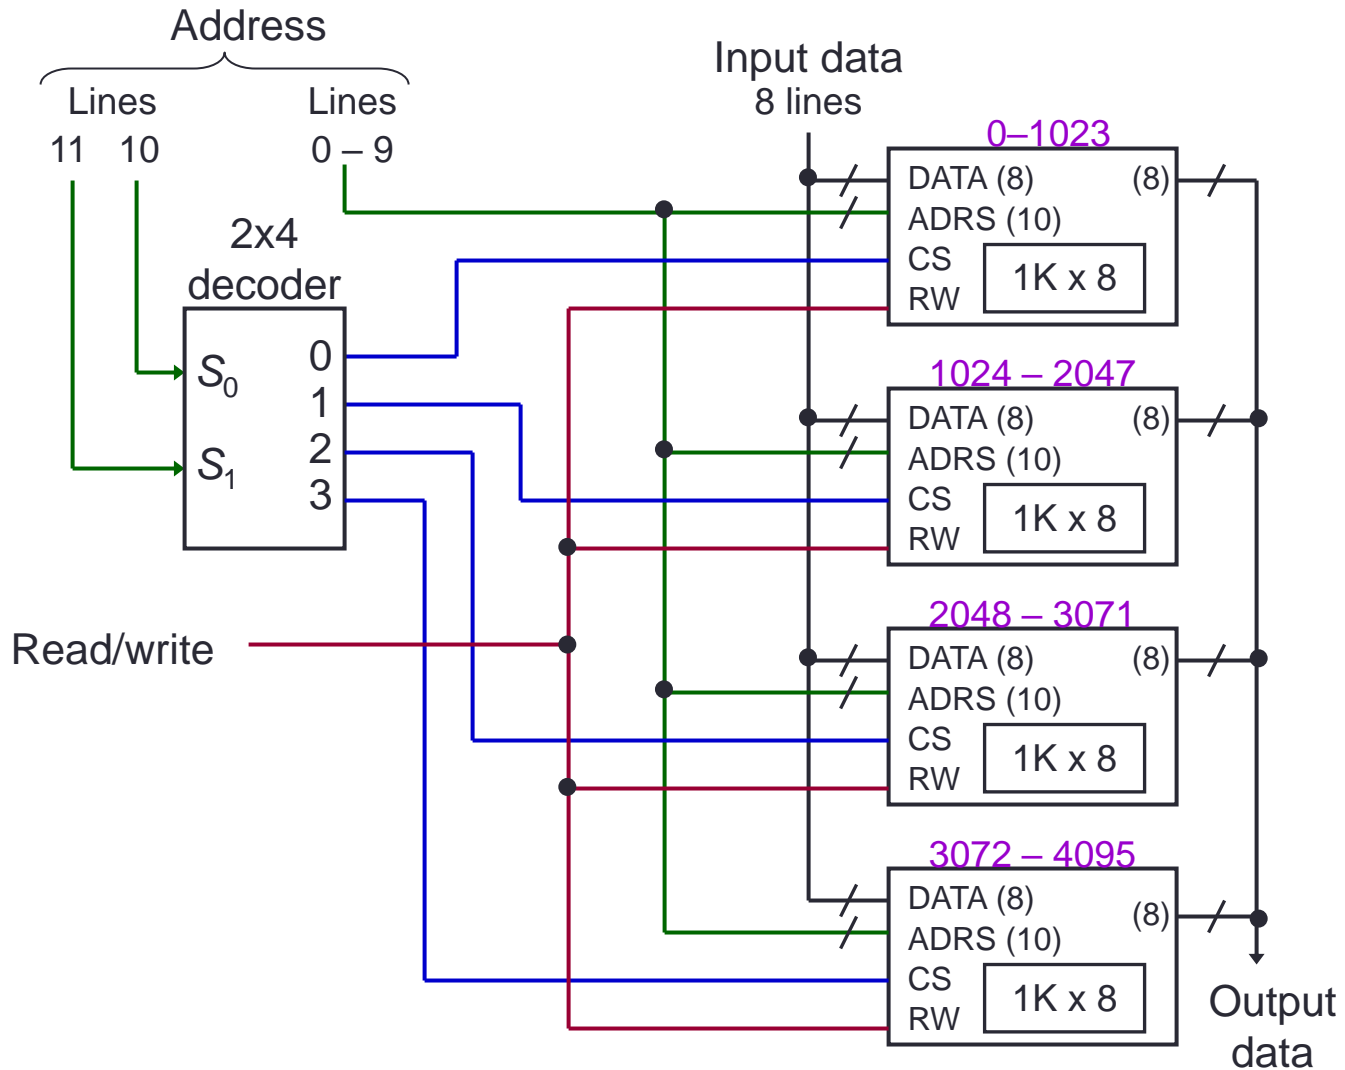 Address
Lines
Lines
11 10
0 – 9
Input data
8 lines
2x4
decoder
S0
S1
0
1
2
3
Read/write
0–1023
DATA (8)
(8)
ADRS (10)
CS
1K x 8
RW
1024 – 2047
DATA (8)
(8)
ADRS (10)
CS
1K x 8
RW
2048 – 3071
DATA (8)
(8)
ADRS (10)
CS
1K x 8
RW
3072 – 4095
DATA (8)
(8)
ADRS (10)
CS
1K x 8
RW
Output
data